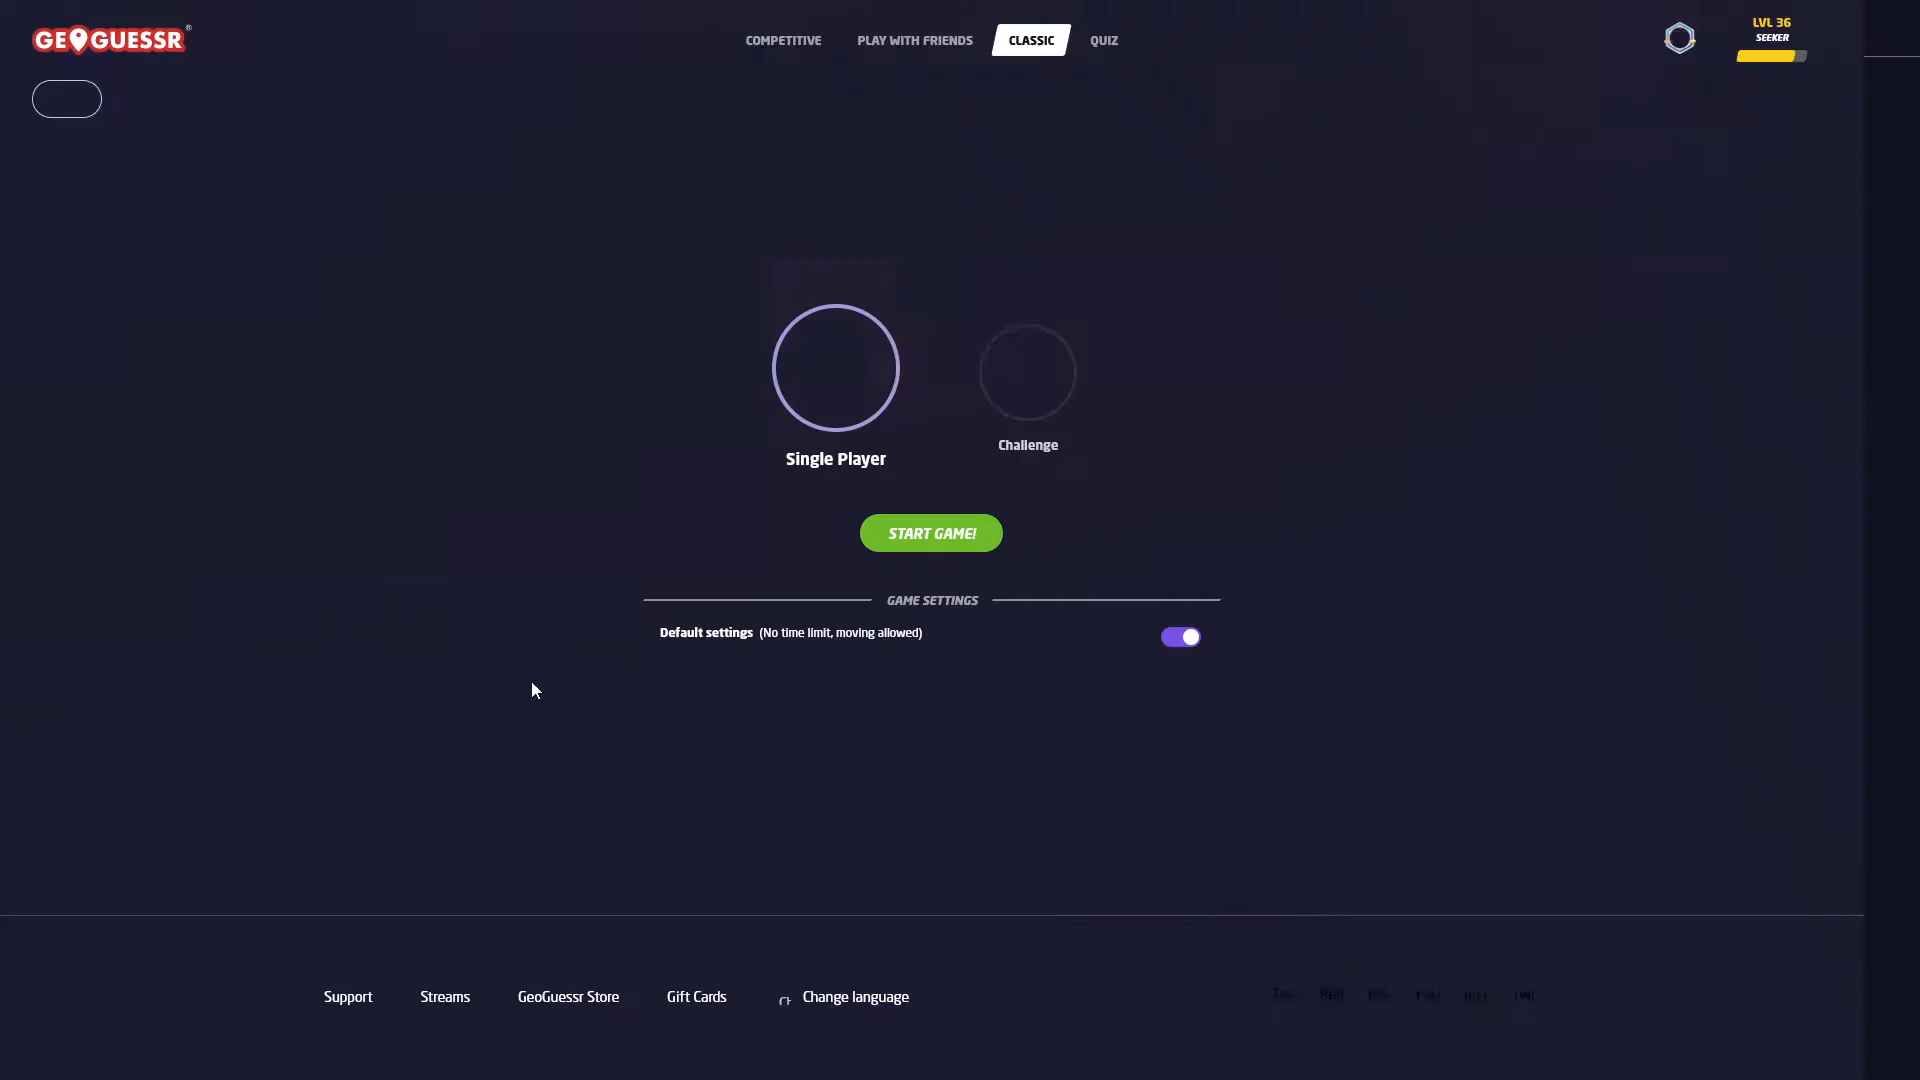 GEOGUESSR®
COMPETITIVE
PLAY WITH FRIENDS
CLASSIC
QUIZ
LVL 36
SEEKER
Single Player
Challenge
START GAME!
GAME SETTINGS
Default settings (No time limit, moving allowed)
Support
Streams
GeoGuessr Store
Gift Cards
Change language